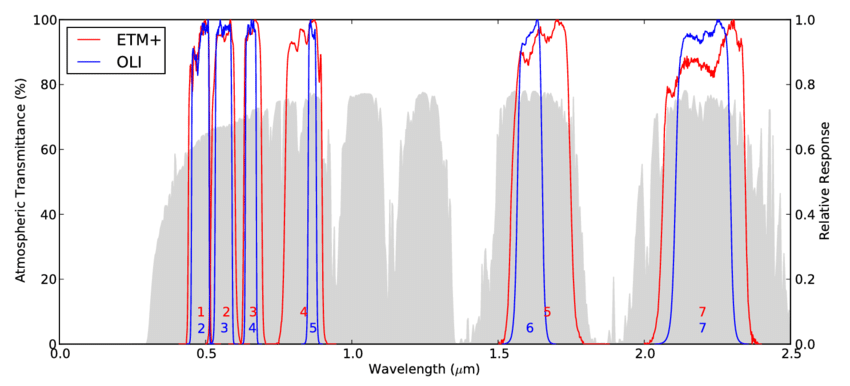 ETM+
OLI
Atmospheric Transmittance (%)
100
80
60
40
20
0
Relative Response
1.0
0.8
0.6
0.4
0.2
0.0
1 2 3 4 5 7
2 3 4 5 6 7
0.0 0.5 1.0 1.5 2.0 2.5
Wavelength (μm)